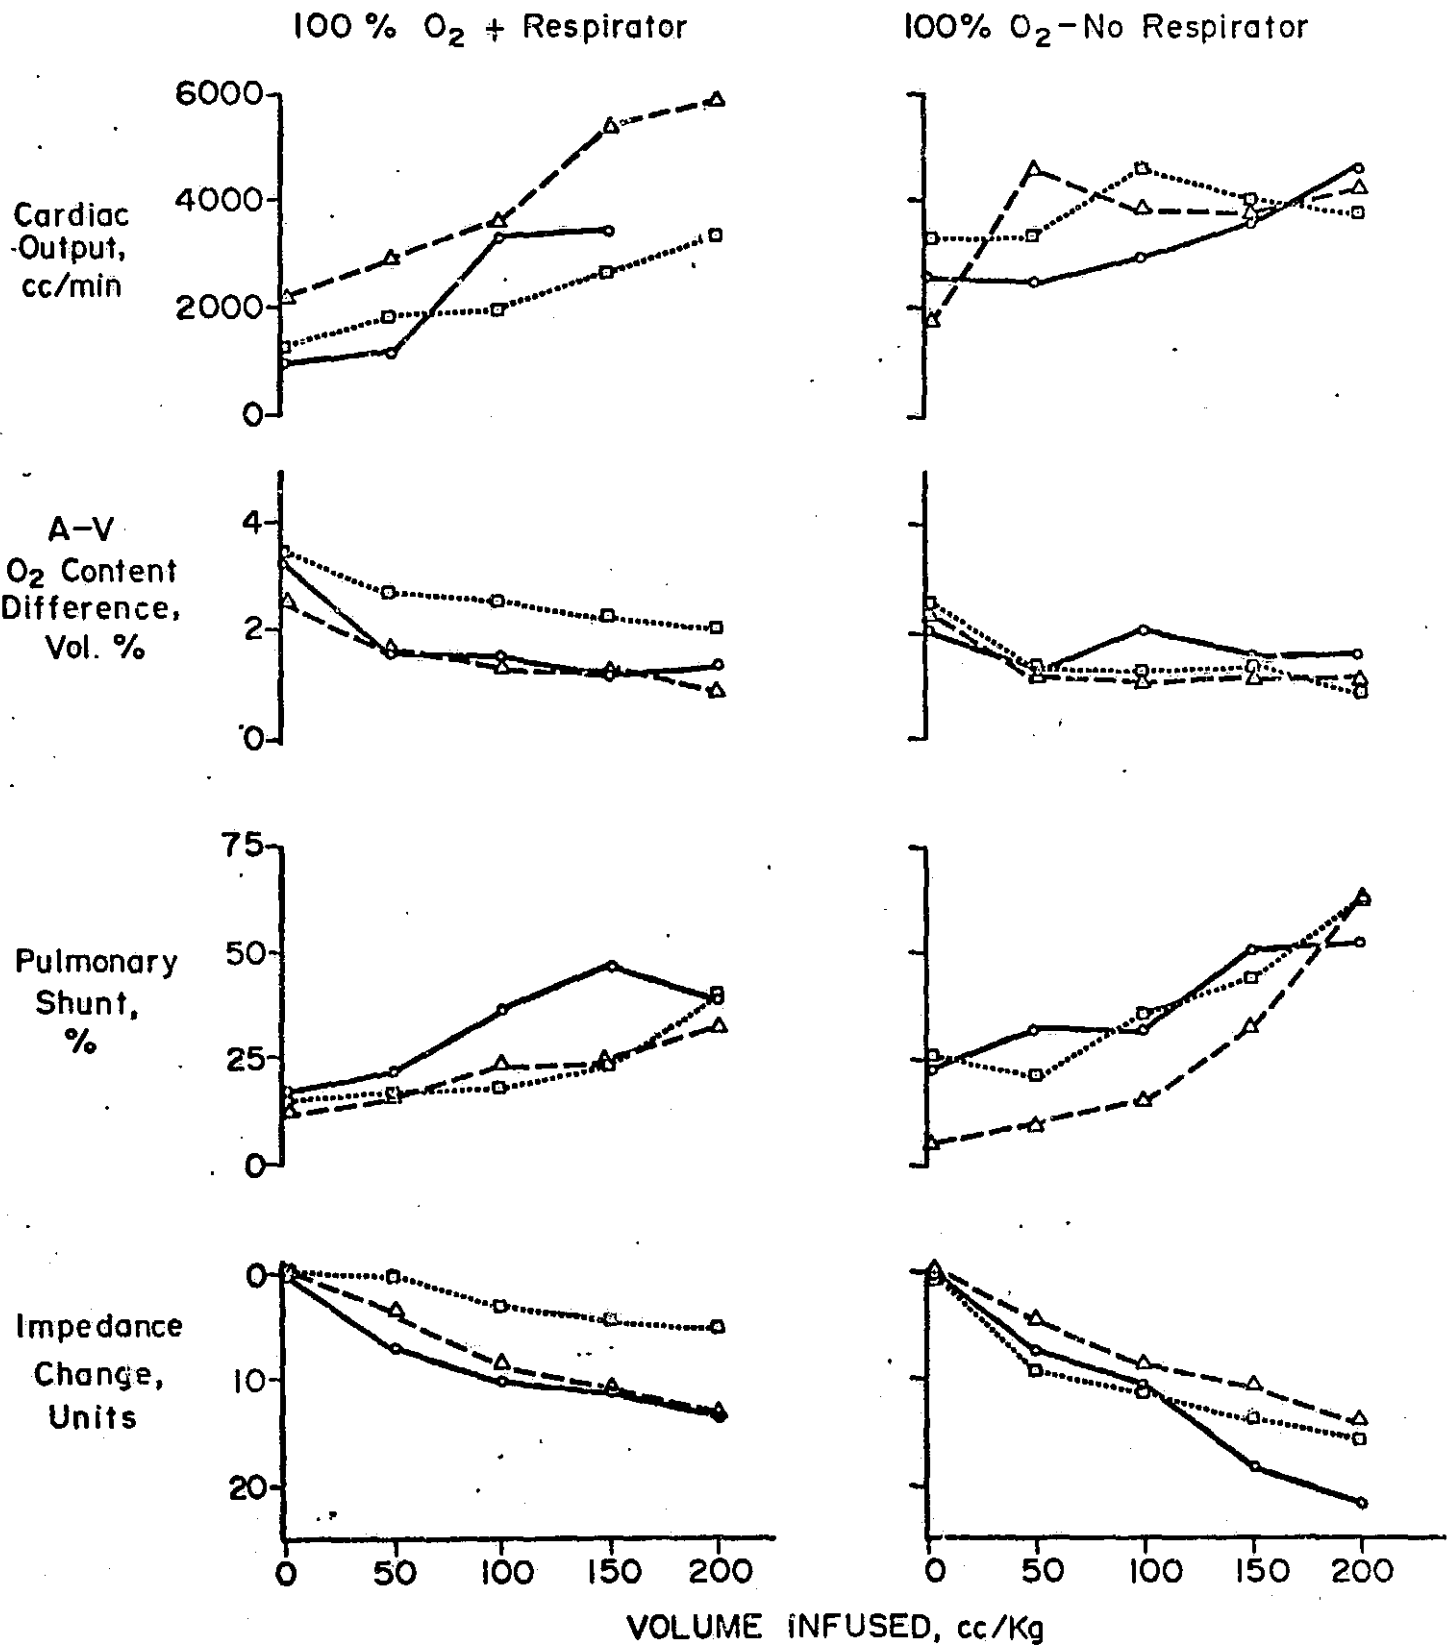 100 % O₂ + Respirator
100% O₂-No Respirator
6000
4000
2000
0
Cardiac
Output,
cc/min
4
2
0
A-V
O₂ Content
Difference,
Vol. %
75
50
25
0
Pulmonary
Shunt,
%
0
10
20
Impedance
Change,
Units
0 50 100 150 200
0 50 100 150 200
VOLUME INFUSED, cc/Kg